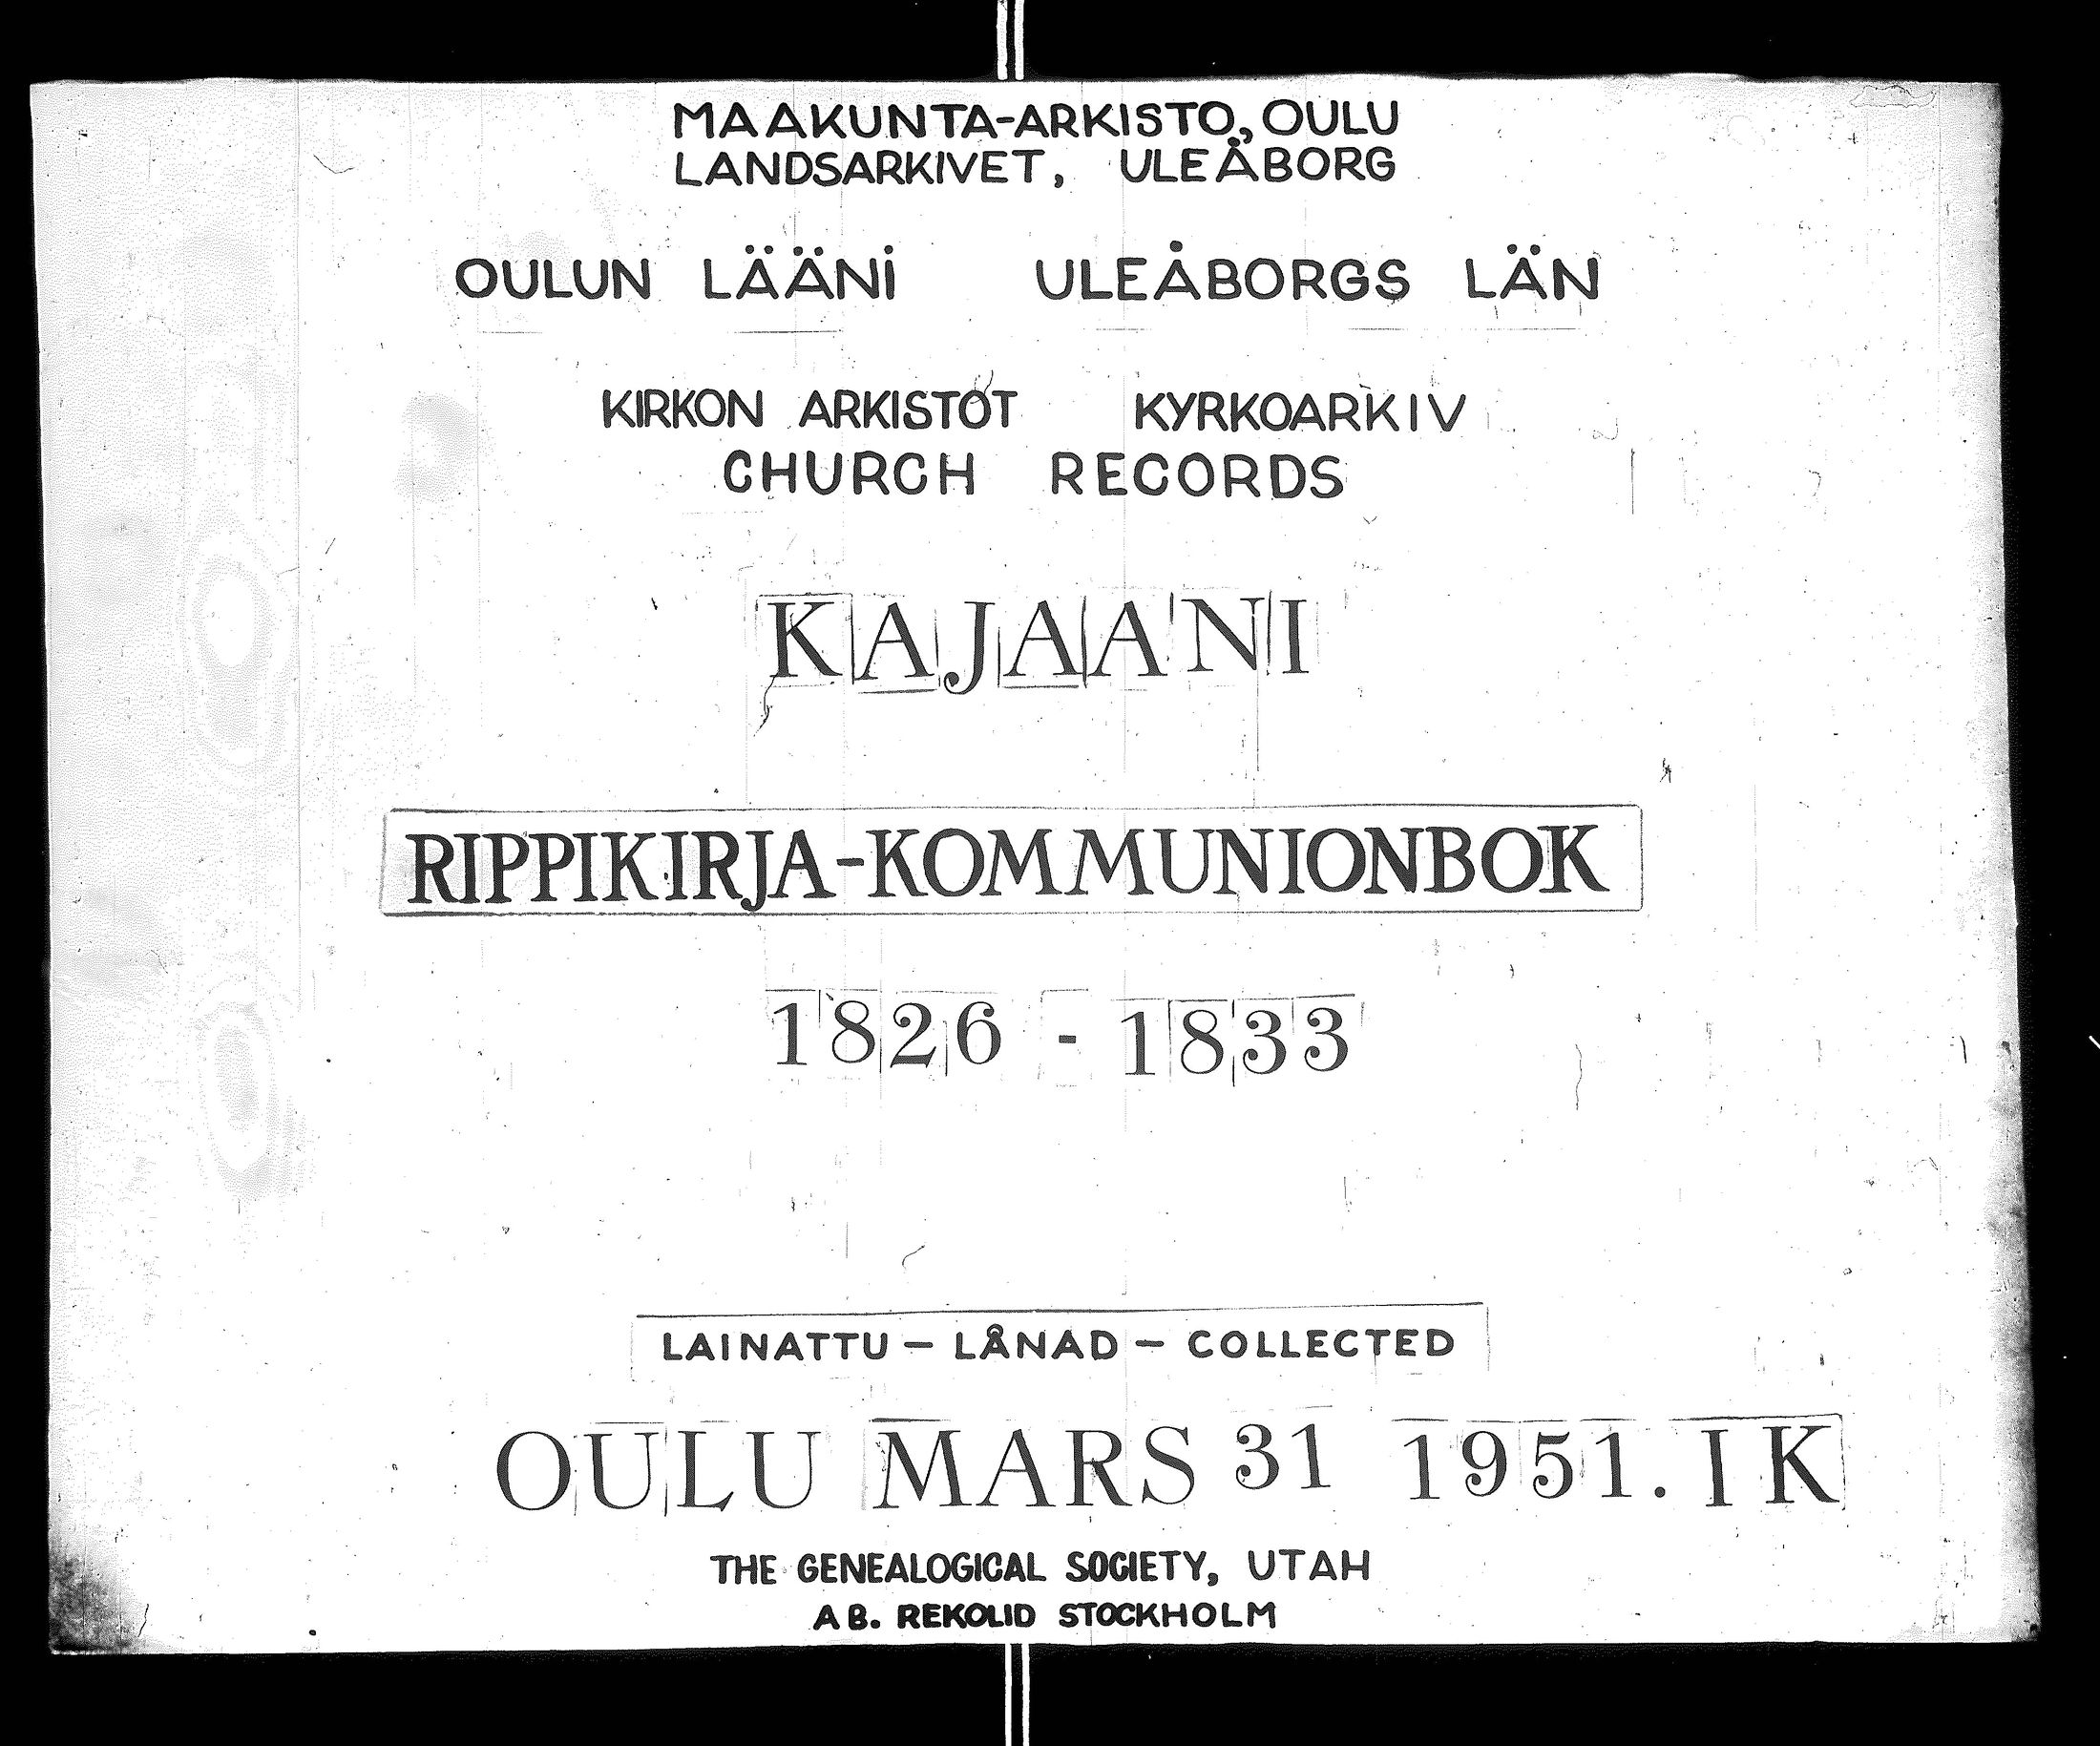 MAAKUNTA-ARKISTO, OULU
LANDSARKIVET, ULEÅBORG
OULUN LÄÄNI ULEÅBORGS LÄN
KIRKON ARKISTOT KYRKOARKIV
CHURCH RECORDS
KAJAANI
RIPPIKIRJA-KOMMUNIONBOK
1826 - 1833
LAINATTU - LÅNAD - COLLECTED
OULU MARS 31 1951. I K
THE GENEALOGICAL SOCIETY, UTAH
AB. REKOLID STOCKHOLM